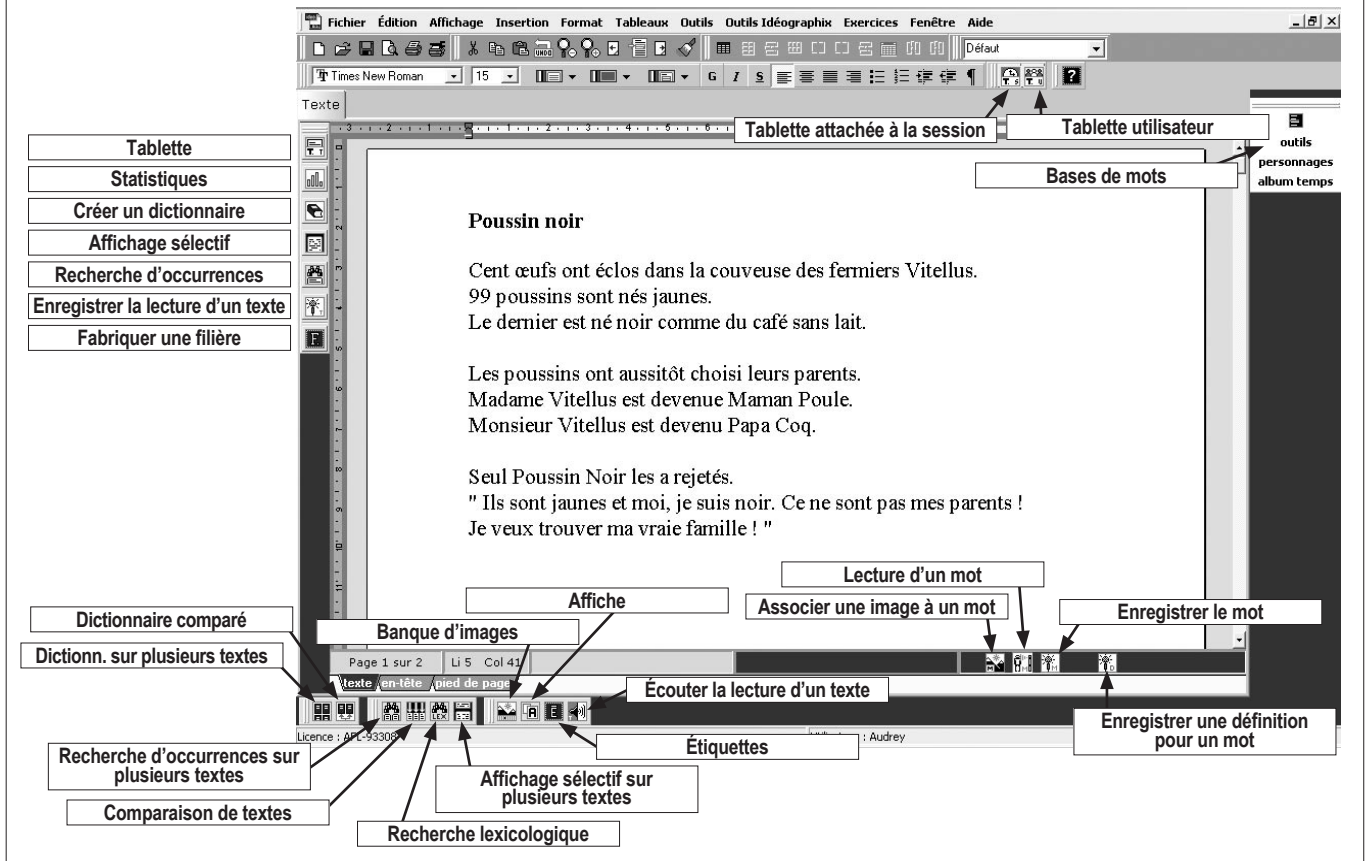 Fichier Édition Affichage Insertion Format Tableaux Outils Outils Idéographix Exercices Fenêtre Aide
Défaut
Times New Roman 15 G I S
Texte
Tablette attachée à la session
Tablette utilisateur
Bases de mots
outils
personnages
album temps
Tablette
Statistiques
Créer un dictionnaire
Affichage sélectif
Recherche d'occurrences
Enregistrer la lecture d'un texte
Fabriquer une filière
Poussin noir
Cent œufs ont éclos dans la couveuse des fermiers Vitellus.
99 poussins sont nés jaunes.
Le dernier est né noir comme du café sans lait.
Les poussins ont aussitôt choisi leurs parents.
Madame Vitellus est devenue Maman Poule.
Monsieur Vitellus est devenu Papa Coq.
Seul Poussin Noir les a rejetés.
" Ils sont jaunes et moi, je suis noir. Ce ne sont pas mes parents !
Je veux trouver ma vraie famille ! "
Lecture d'un mot
Associer une image à un mot
Enregistrer le mot
Affiche
Banque d'images
Dictionnaire comparé
Dictionn. sur plusieurs textes
Page 1 sur 2 Li 5 Col 41
texte en-tête pied de page
Écouter la lecture d'un texte
Enregistrer une définition
pour un mot
Licence : AFL-93308
: Audrey
Étiquettes
Recherche d'occurrences sur
plusieurs textes
Affichage sélectif sur
plusieurs textes
Comparaison de textes
Recherche lexicologique